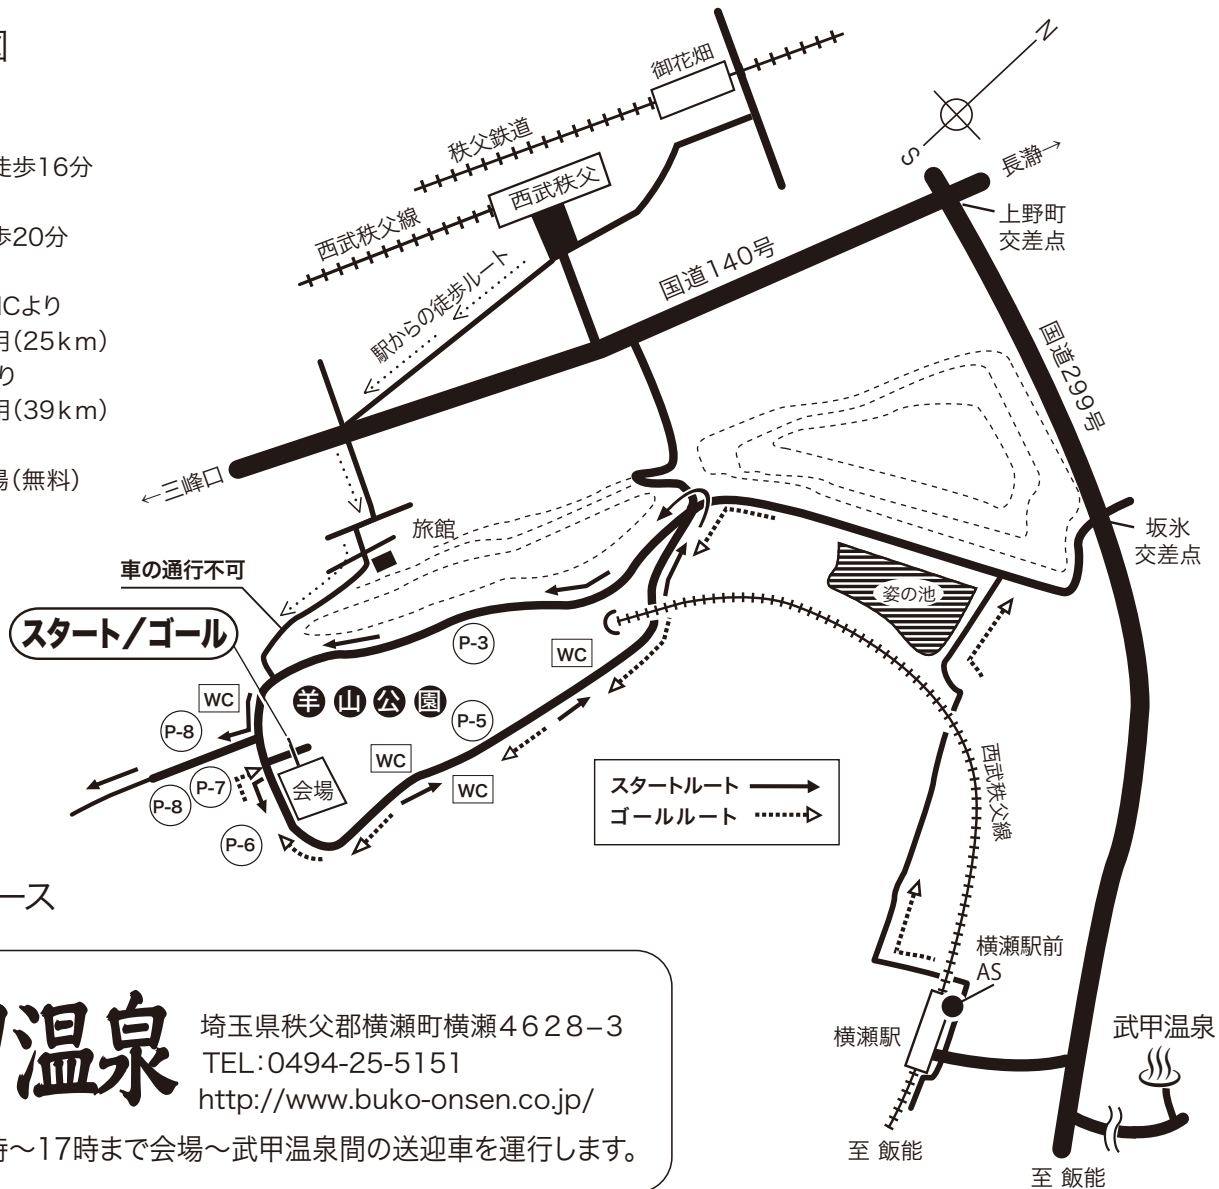 図
御花畑
秩父鉄道
西武秩父
西武秩父線
N
S
長瀞→
上野町
交差点
徒歩16分
歩20分
ICより
月(25km)
り
月(39km)
場(無料)
国道140号
駅からの徒歩ルート
国道299号
←三峰口
旅館
坂氷
交差点
車の通行不可
姿の池
スタート/ゴール
P-3
WC
WC
羊山公園
P-5
P-8
WC
P-7
会場
WC
P-8
P-6
スタートルート
ゴールルート
西武秩父線
ース
横瀬駅前
AS
横瀬駅
武甲温泉
温泉
埼玉県秩父郡横瀬町横瀬4628−3
TEL:0494-25-5151
http://www.buko-onsen.co.jp/
時〜17時まで会場〜武甲温泉間の送迎車を運行します。
至 飯能
至 飯能